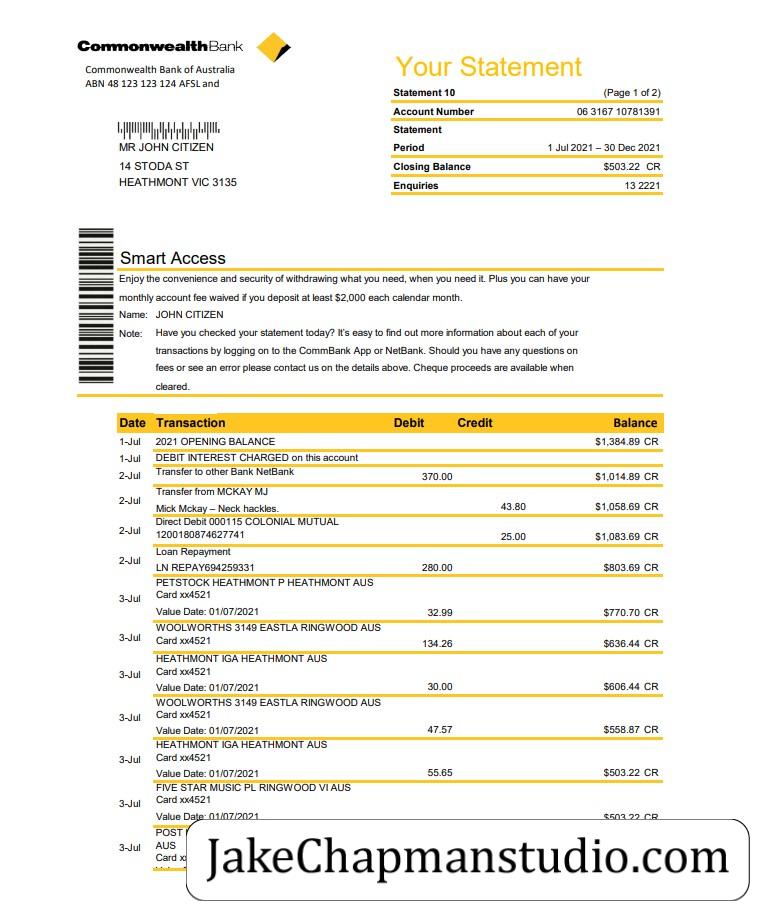 CommonwealthBank
Commonwealth Bank of Australia
ABN 48 123 123 124 AFSL and
Your Statement
Statement 10 (Page 1 of 2)
Account Number 06 3167 10781391
Statement
Period 1 Jul 2021 – 30 Dec 2021
Closing Balance $503.22 CR
Enquiries 13 2221
MR JOHN CITIZEN
14 STODA ST
HEATHMONT VIC 3135
Smart Access
Enjoy the convenience and security of withdrawing what you need, when you need it. Plus you can have your
monthly account fee waived if you deposit at least $2,000 each calendar month.
Name: JOHN CITIZEN
Note: Have you checked your statement today? It's easy to find out more information about each of your
transactions by logging on to the CommBank App or NetBank. Should you have any questions on
fees or see an error please contact us on the details above. Cheque proceeds are available when
cleared.
Date Transaction Debit Credit Balance
1-Jul 2021 OPENING BALANCE $1,384.89 CR
1-Jul DEBIT INTEREST CHARGED on this account
2-Jul Transfer to other Bank NetBank 370.00 $1,014.89 CR
2-Jul Transfer from MCKAY MJ
Mick Mckay – Neck hackles. 43.80 $1,058.69 CR
2-Jul Direct Debit 000115 COLONIAL MUTUAL
1200180874627741 25.00 $1,083.69 CR
2-Jul Loan Repayment
LN REPAY694259331 280.00 $803.69 CR
PETSTOCK HEATHMONT P HEATHMONT AUS
3-Jul Card xx4521
Value Date: 01/07/2021 32.99 $770.70 CR
WOOLWORTHS 3149 EASTLA RINGWOOD AUS
3-Jul Card xx4521 134.26 $636.44 CR
HEATHMONT IGA HEATHMONT AUS
3-Jul Card xx4521
Value Date: 01/07/2021 30.00 $606.44 CR
WOOLWORTHS 3149 EASTLA RINGWOOD AUS
3-Jul Card xx4521
Value Date: 01/07/2021 47.57 $558.87 CR
HEATHMONT IGA HEATHMONT AUS
3-Jul Card xx4521
Value Date: 01/07/2021 55.65 $503.22 CR
FIVE STAR MUSIC PL RINGWOOD VI AUS
3-Jul Card xx4521
Value Date: 01/07/2021 $503.22 CR
POST
3-Jul AUS
Card
JakeChapmanstudio.com